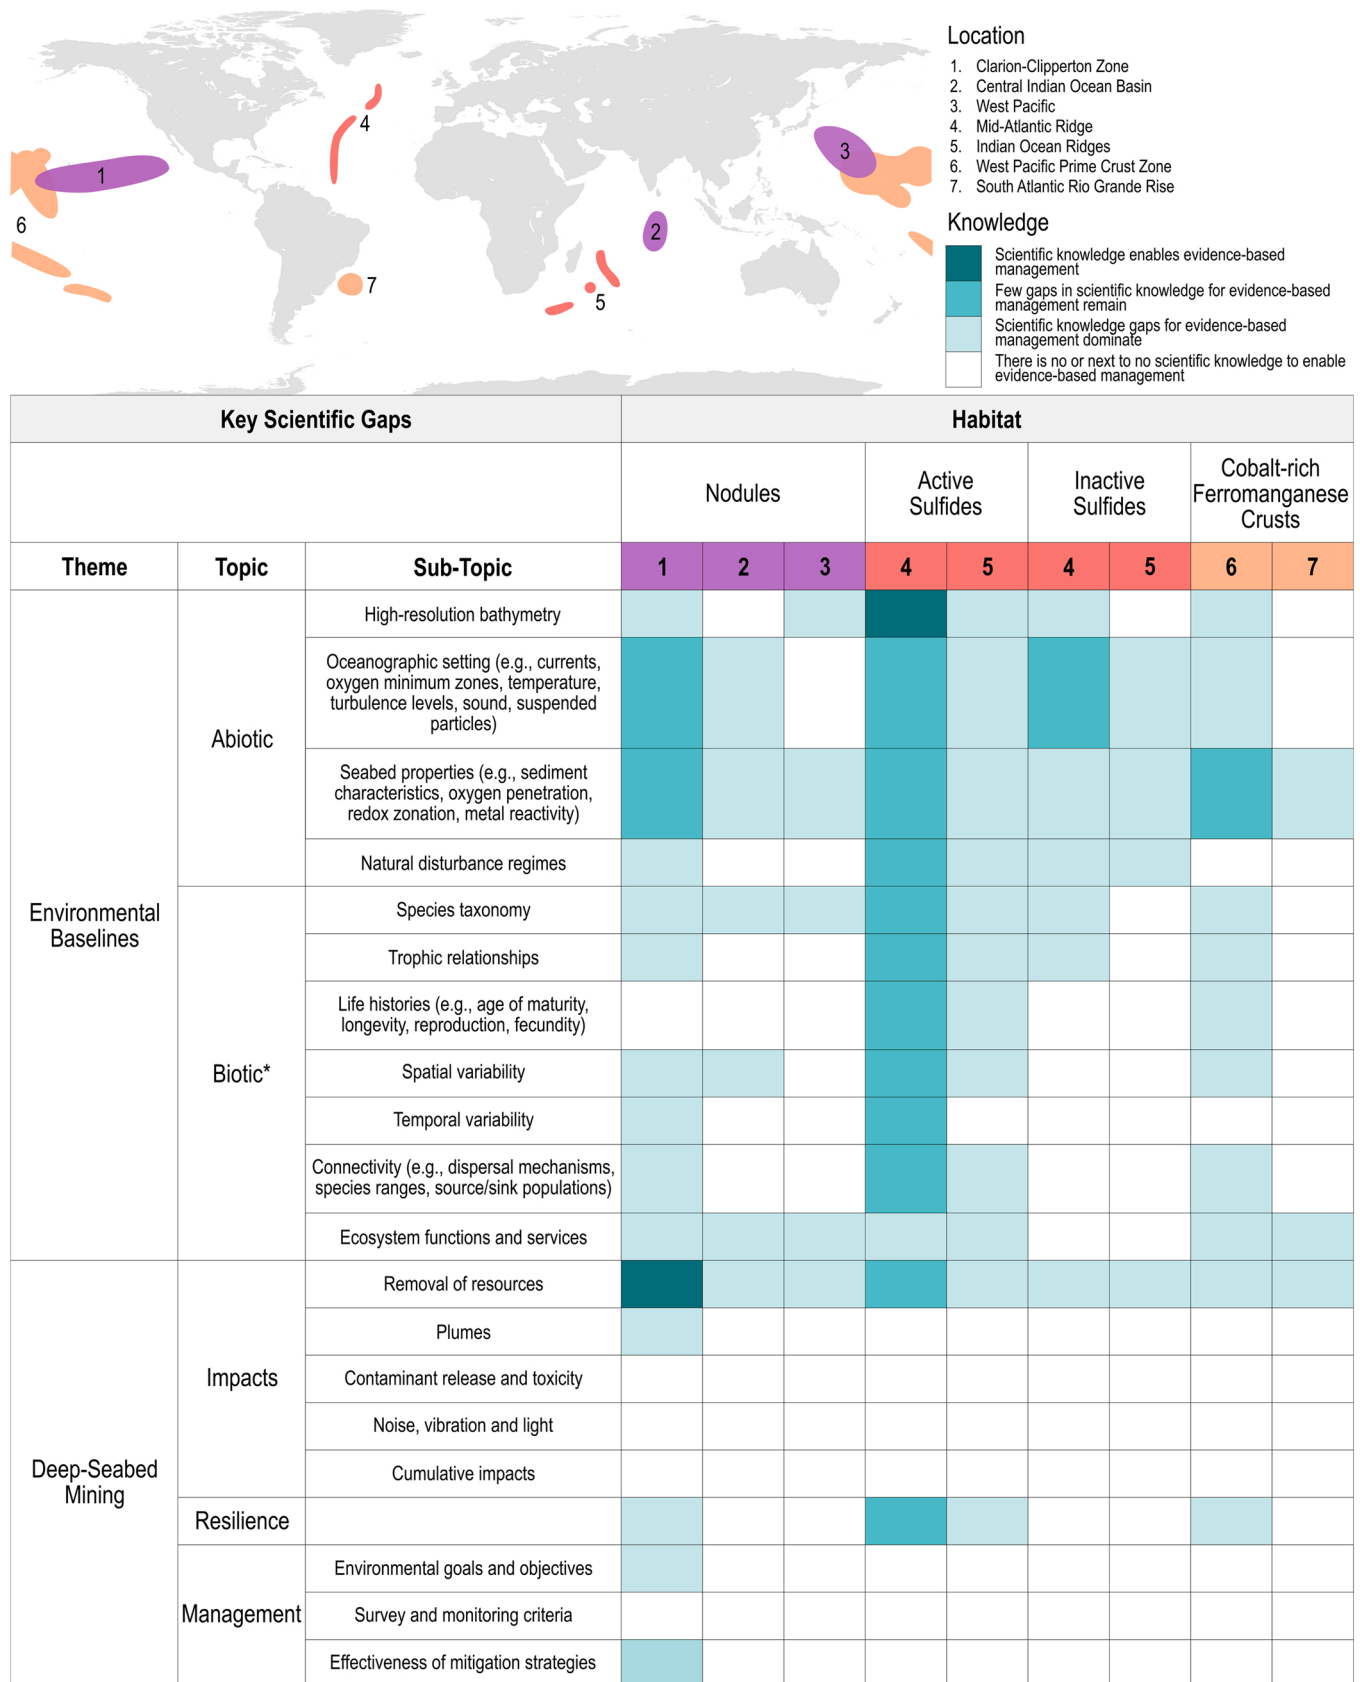 Location
1. Clarion-Clipperton Zone
2. Central Indian Ocean Basin
3. West Pacific
4. Mid-Atlantic Ridge
5. Indian Ocean Ridges
6. West Pacific Prime Crust Zone
7. South Atlantic Rio Grande Rise
4
3
1
6
2
7
5
Knowledge
Scientific knowledge enables evidence-based
management
Few gaps in scientific knowledge for evidence-based
management remain
Scientific knowledge gaps for evidence-based
management dominate
There is no or next to no scientific knowledge to enable
evidence-based management
Key Scientific Gaps
Habitat
Nodules
Active
Sulfides
Inactive
Sulfides
Cobalt-rich
Ferromanganese
Crusts
Theme Topic Sub-Topic 1 2 3 4 5 4 5 6 7
Environmental
Baselines
Abiotic
High-resolution bathymetry
Oceanographic setting (e.g., currents,
oxygen minimum zones, temperature,
turbulence levels, sound, suspended
particles)
Seabed properties (e.g., sediment
characteristics, oxygen penetration,
redox zonation, metal reactivity)
Natural disturbance regimes
Biotic*
Species taxonomy
Trophic relationships
Life histories (e.g., age of maturity,
longevity, reproduction, fecundity)
Spatial variability
Temporal variability
Connectivity (e.g., dispersal mechanisms,
species ranges, source/sink populations)
Ecosystem functions and services
Deep-Seabed
Mining
Impacts
Removal of resources
Plumes
Contaminant release and toxicity
Noise, vibration and light
Cumulative impacts
Resilience
Management
Environmental goals and objectives
Survey and monitoring criteria
Effectiveness of mitigation strategies